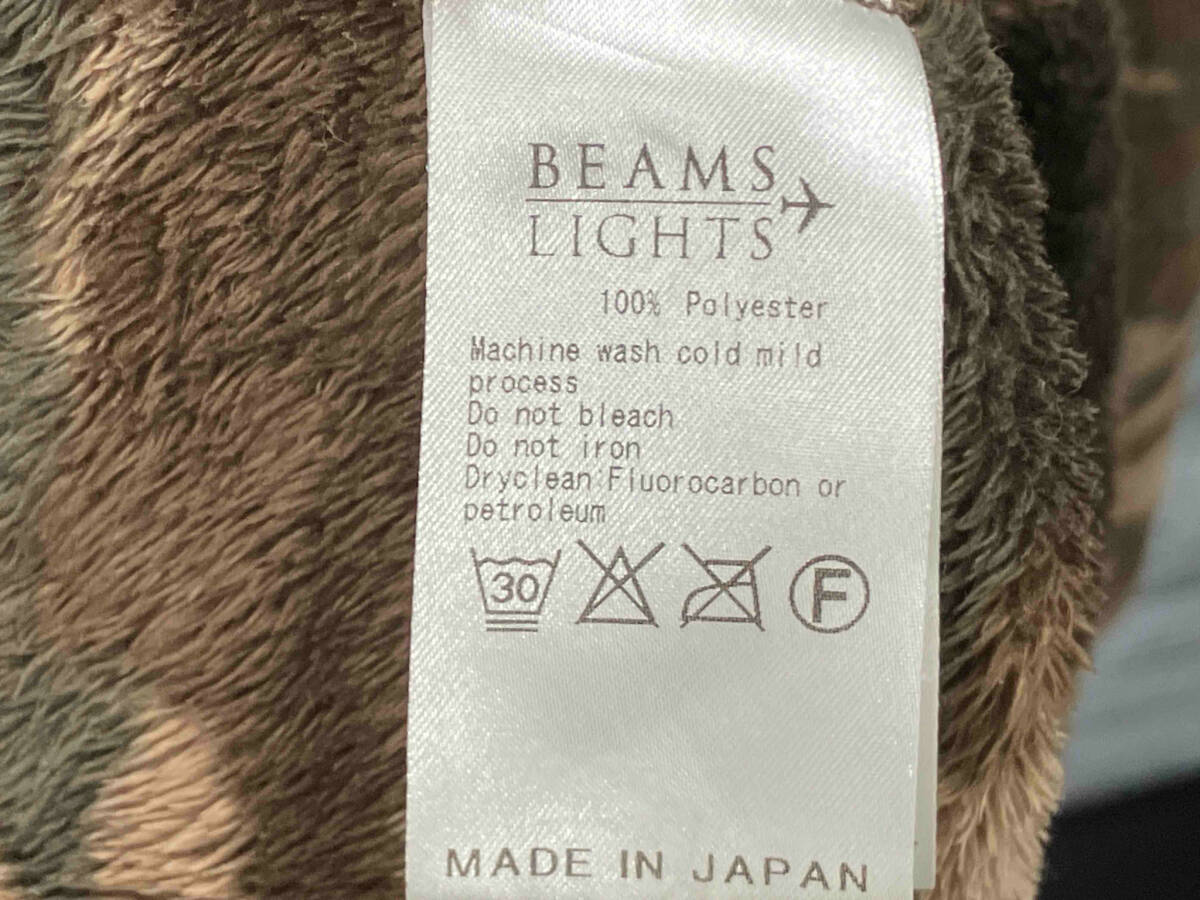 BEAMS
LIGHTS
100% Polyester
Machine wash cold mild
process
Do not bleach
Do not iron
Dryclean:Fluorocarbon or
petroleum
30
F
MADE IN JAPAN